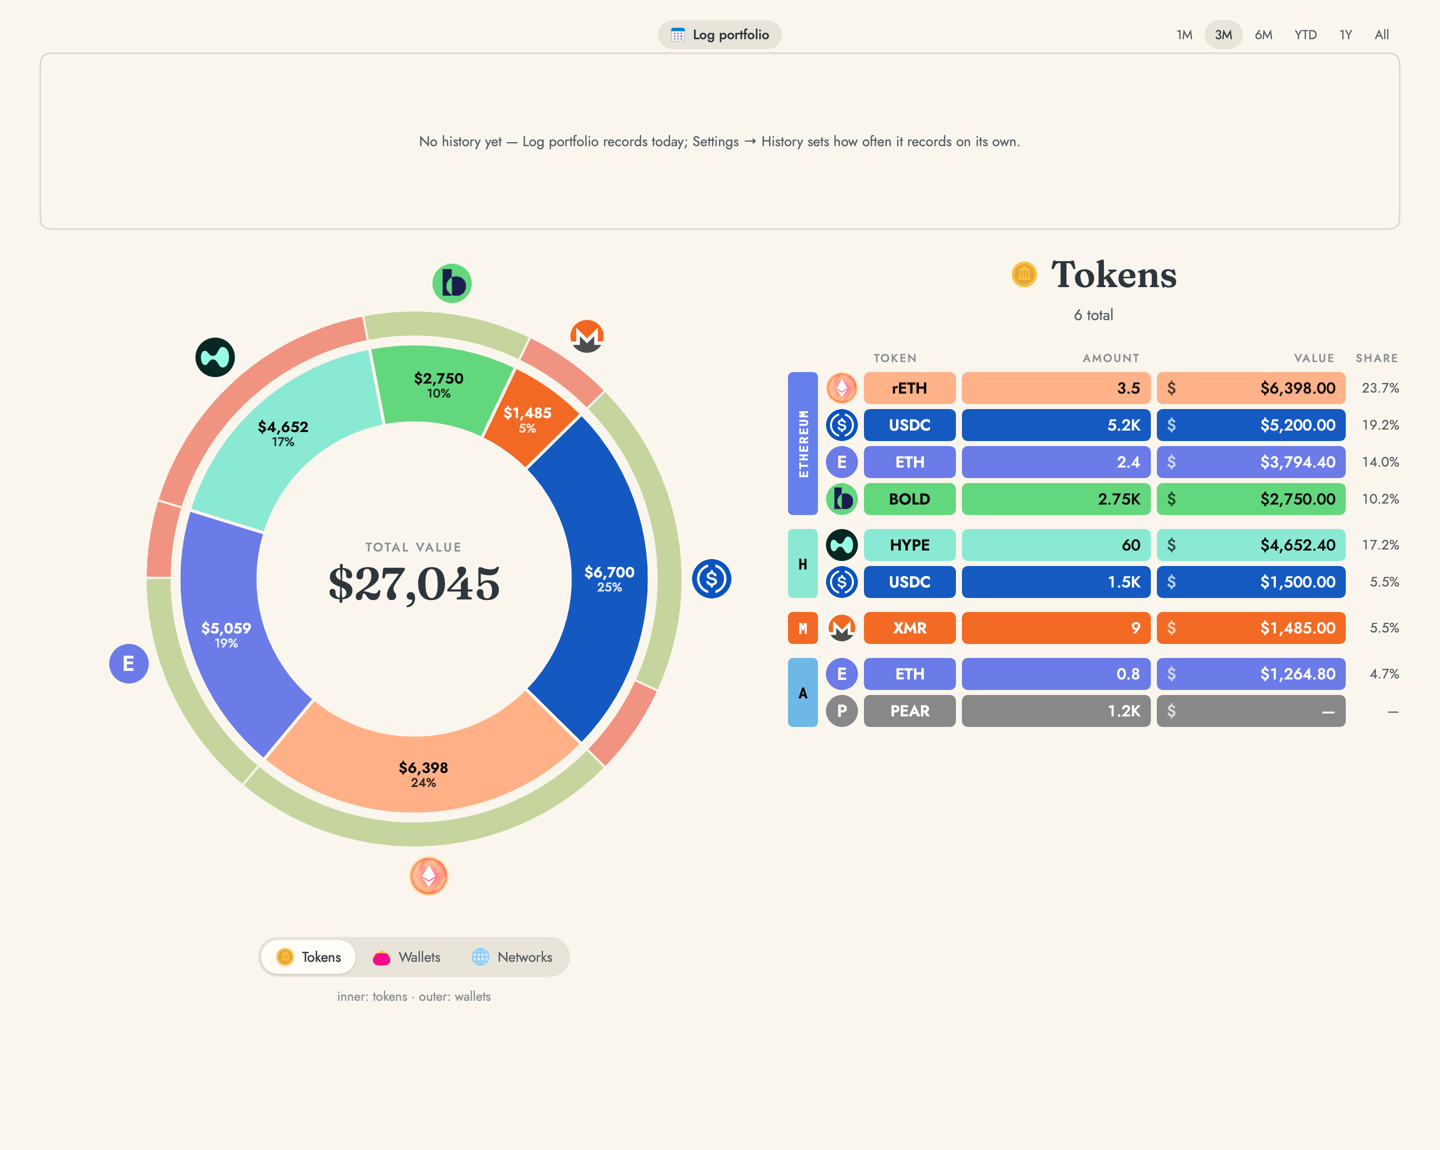 Log portfolio
1M 3M 6M YTD 1Y All
No history yet — Log portfolio records today; Settings → History sets how often it records on its own.
Tokens
6 total
TOKEN AMOUNT VALUE SHARE
ETHEREUM
rETH 3.5 $ $6,398.00 23.7%
USDC 5.2K $ $5,200.00 19.2%
E ETH 2.4 $ $3,794.40 14.0%
BOLD 2.75K $ $2,750.00 10.2%
H
HYPE 60 $ $4,652.40 17.2%
USDC 1.5K $ $1,500.00 5.5%
M
XMR 9 $ $1,485.00 5.5%
A
E ETH 0.8 $ $1,264.80 4.7%
P PEAR 1.2K $ — —
$2,750
10%
$1,485
5%
$4,652
17%
$6,700
25%
TOTAL VALUE
$27,045
$5,059
19%
E
$6,398
24%
Tokens Wallets Networks
inner: tokens · outer: wallets